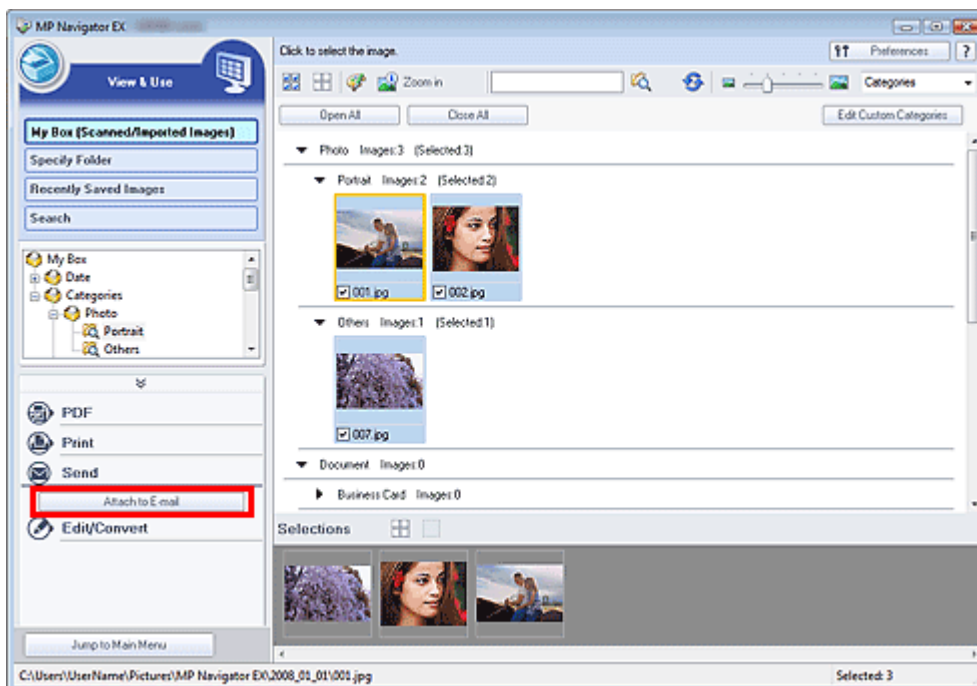 MP Navigator EX
View & Use
Click to select the image.
Preferences
?
Zoom in
Categories
My Box (Scanned/Imported Images)
Specify Folder
Recently Saved Images
Search
Open All
Close All
Edit Custom Categories
Photo Images:3 (Selected:3)
Portrait Images:2 (Selected:2)
001.jpg
002.jpg
Others Images:1 (Selected:1)
007.jpg
Document Images:0
Business Card Images:0
My Box
Date
Categories
Photo
Portrait
Others
PDF
Print
Send
Attach to E-mail
Edit/Convert
Selections
Jump to Main Menu
C:\Users\UserName\Pictures\MP Navigator EX\2008_01_01\001.jpg
Selected: 3